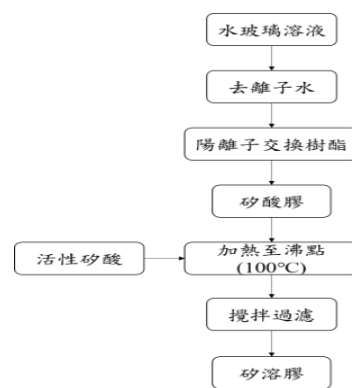 水玻璃溶液
去離子水
陽離子交換樹酯
矽酸膠
活性矽酸
加熱至沸點
(100°C)
攪拌過濾
矽溶膠